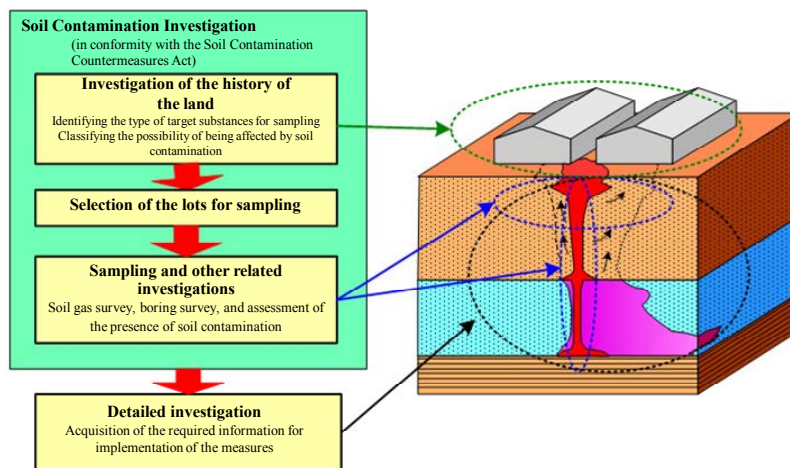 Soil Contamination Investigation
(in conformity with the Soil Contamination
Countermeasures Act)
Investigation of the history of
the land
Identifying the type of target substances for sampling
Classifying the possibility of being affected by soil
contamination
Selection of the lots for sampling
Sampling and other related
investigations
Soil gas survey, boring survey, and assessment of
the presence of soil contamination
Detailed investigation
Acquisition of the required information for
implementation of the measures